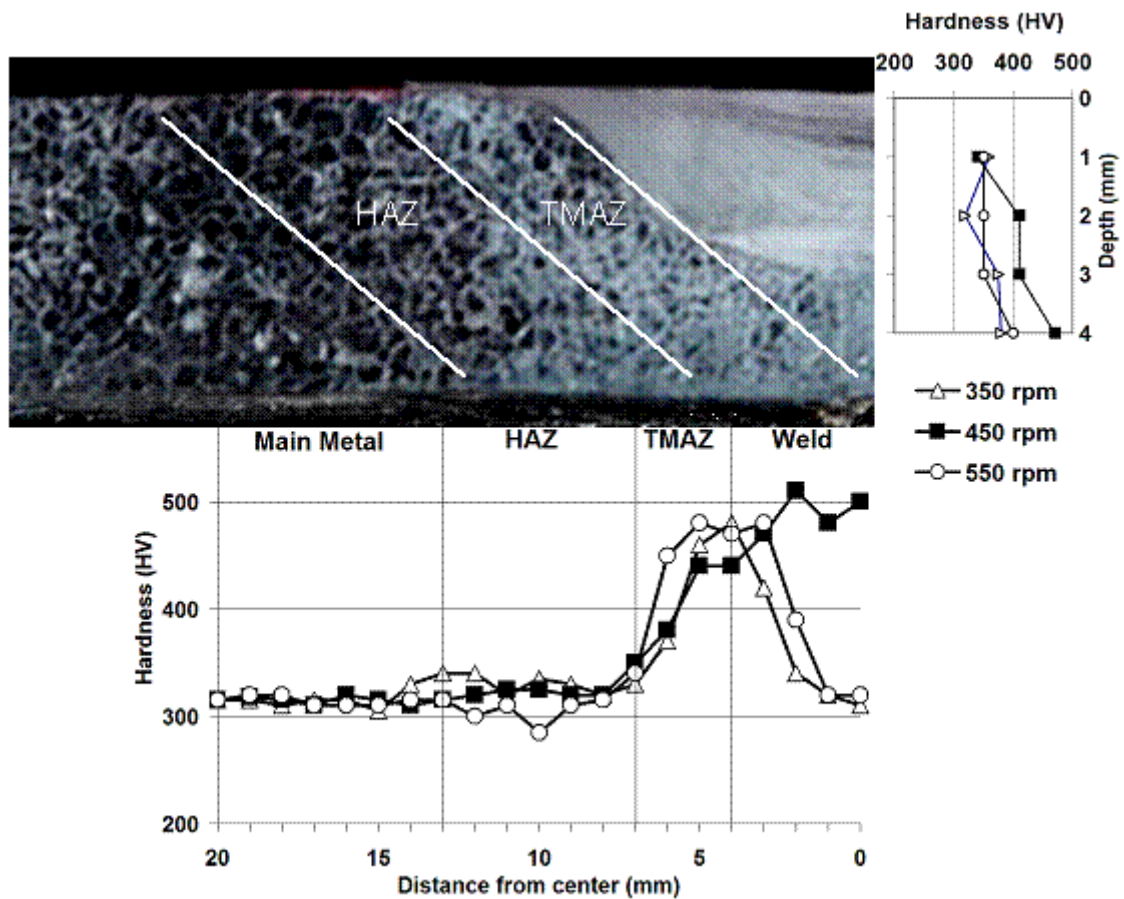 Hardness (HV)
200 300 400 500
0
1
2
3
4
Depth (mm)
HAZ
TMAZ
350 rpm
450 rpm
550 rpm
Main Metal HAZ TMAZ Weld
500
400
300
200
Hardness (HV)
20 15 10 5 0
Distance from center (mm)